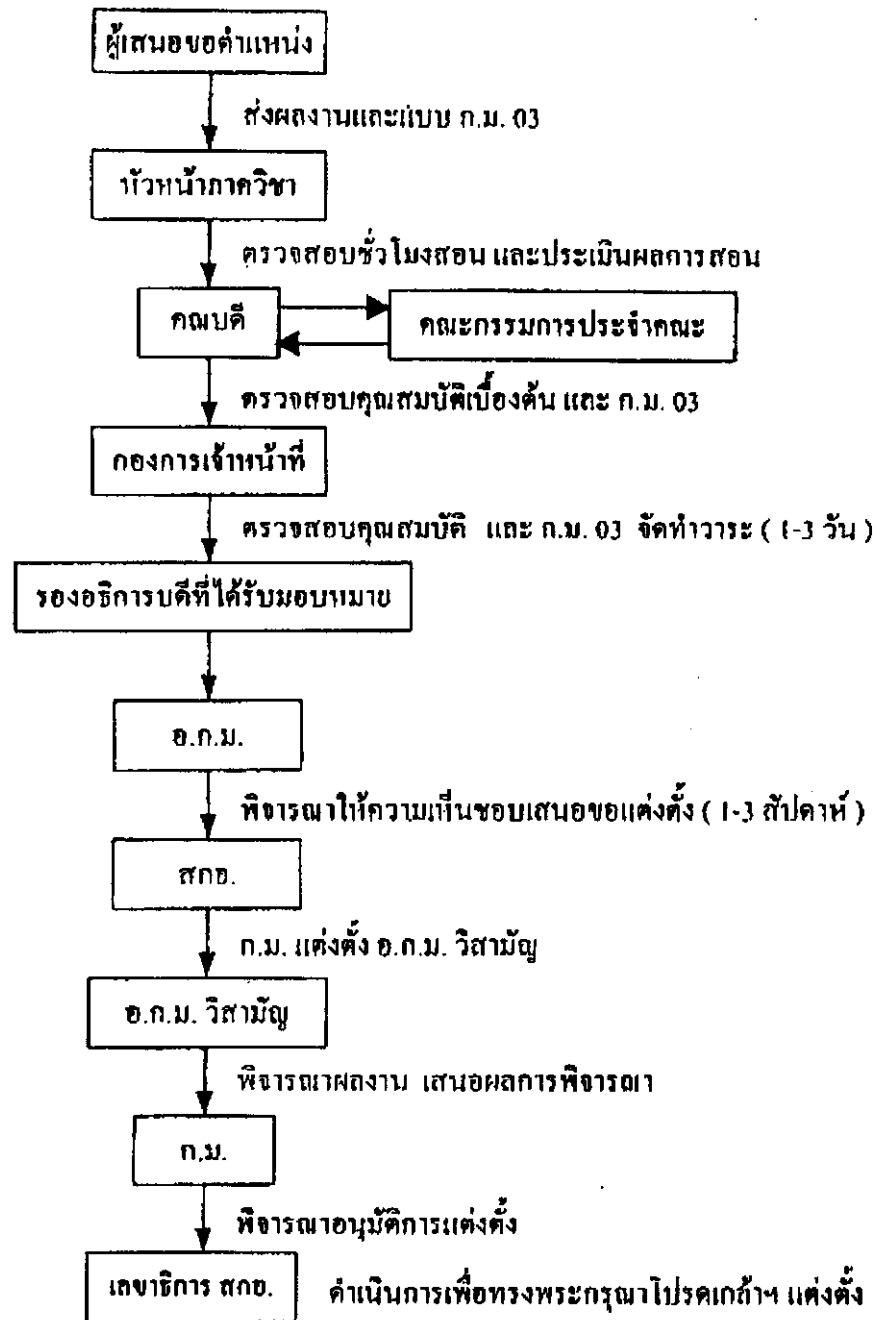 ผู้เสนอขอตำแหน่ง
ส่งผลงานและแบบ ก.ม. 03
หัวหน้าภาควิชา
ตรวจสอบชั่วโมงสอน และประเมินผลการสอน
คณบดี
คณะกรรมการประจำคณะ
ตรวจสอบคุณสมบัติเบื้องต้น และ ก.ม. 03
กองการเจ้าหน้าที่
ตรวจสอบคุณสมบัติ และ ก.ม. 03 จัดทำวาระ ( 1-3 วัน )
รองอธิการบดีที่ได้รับมอบหมาย
อ.ก.ม.
พิจารณาให้ความเห็นชอบเสนอขอแต่งตั้ง ( 1-3 สัปดาห์ )
สกอ.
ก.ม. แต่งตั้ง อ.ก.ม. วิสามัญ
อ.ก.ม. วิสามัญ
พิจารณาผลงาน เสนอผลการพิจารณา
ก.ม.
พิจารณาอนุมัติการแต่งตั้ง
เลขาธิการ สกอ.
ดำเนินการเพื่อทรงพระกรุณาโปรดเกล้าฯ แต่งตั้ง